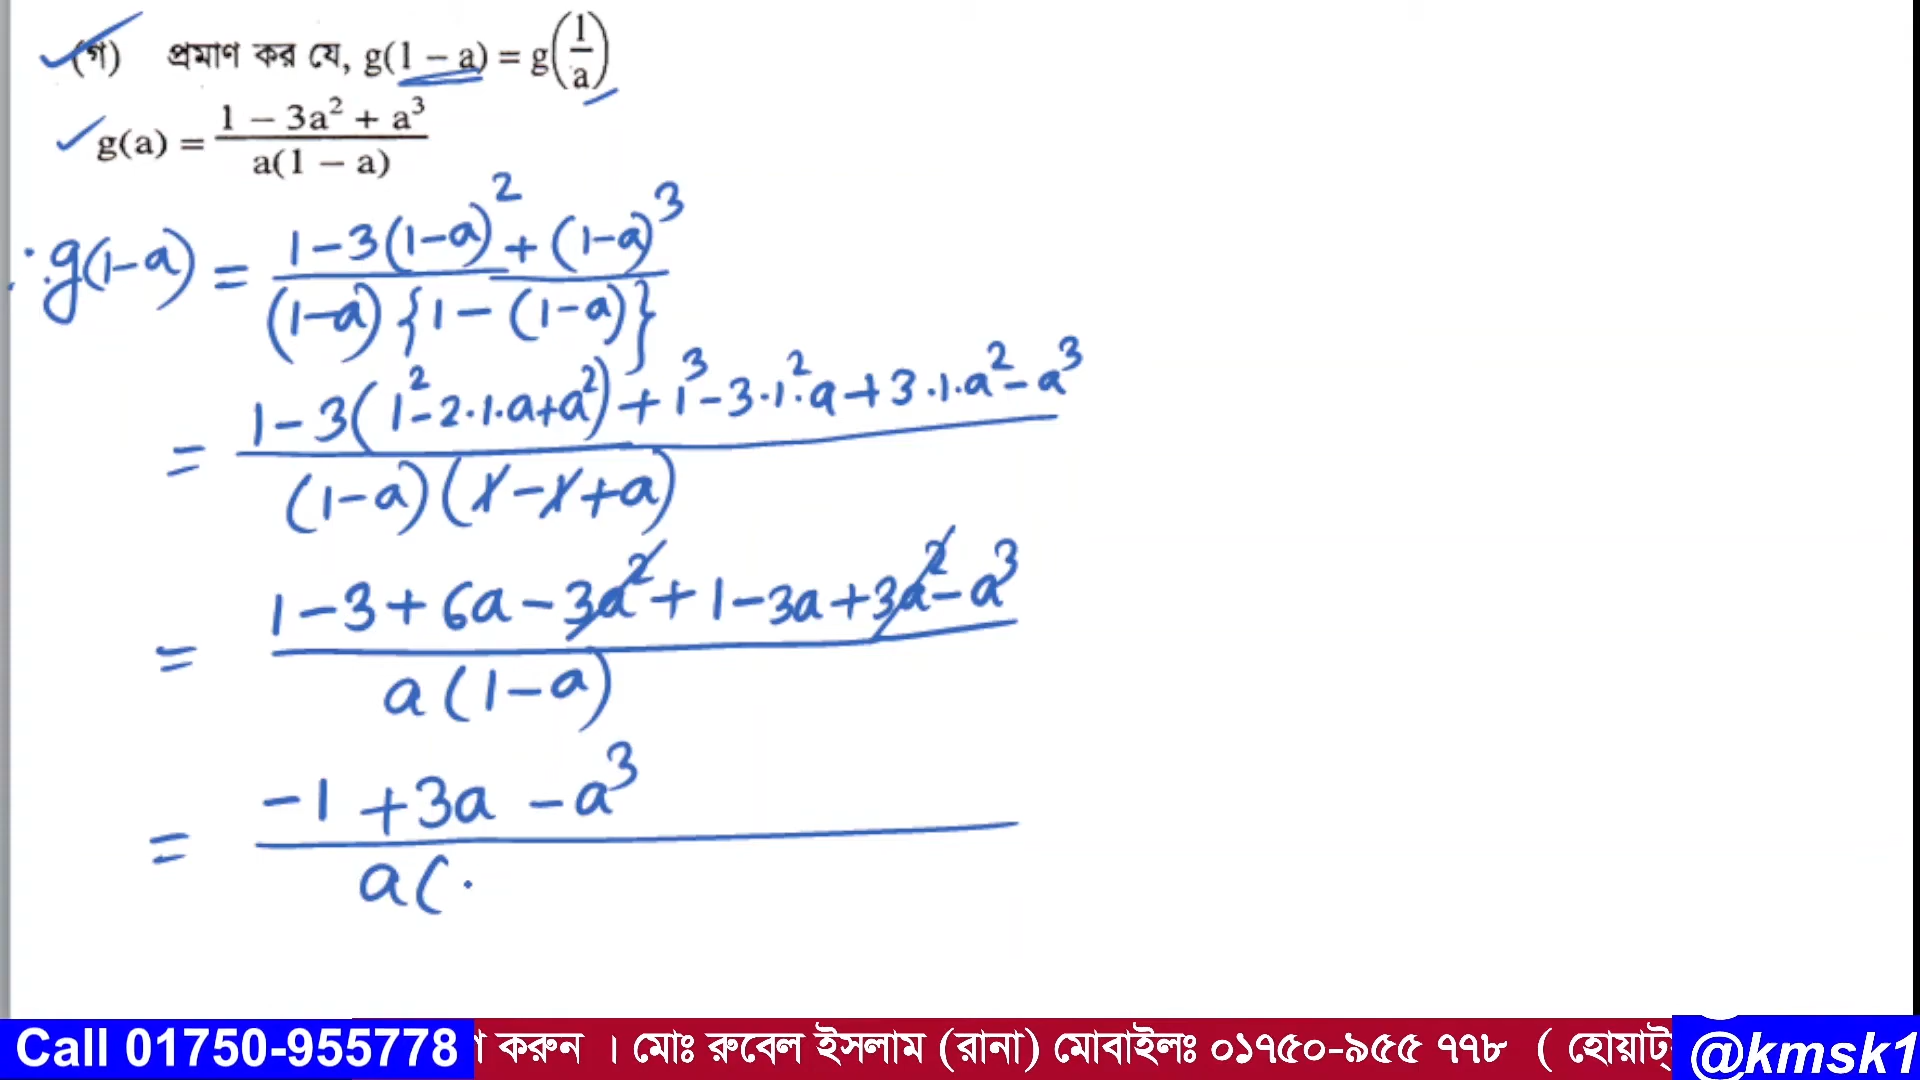 (গ) প্রমাণ কর যে, g(1 − a) = g(1/a)
g(a) = (1 − 3a² + a³) / (a(1 − a))
∴ g(1-a) = (1-3(1-a)² + (1-a)³) / ((1-a){1-(1-a)})
= (1-3(1²-2·1·a+a²)+1³-3·1²·a+3·1·a²-a³) / ((1-a)(1-1+a))
= (1-3+6a-3a²+1-3a+3a²-a³) / (a(1-a))
= (-1+3a-a³) / (a(·
Call 01750-955778 করুন । মোঃ রুবেল ইসলাম (রানা) মোবাইলঃ ০১৭৫০-৯৫৫ ৭৭৮ ( হোয়াট্ @kmsk1